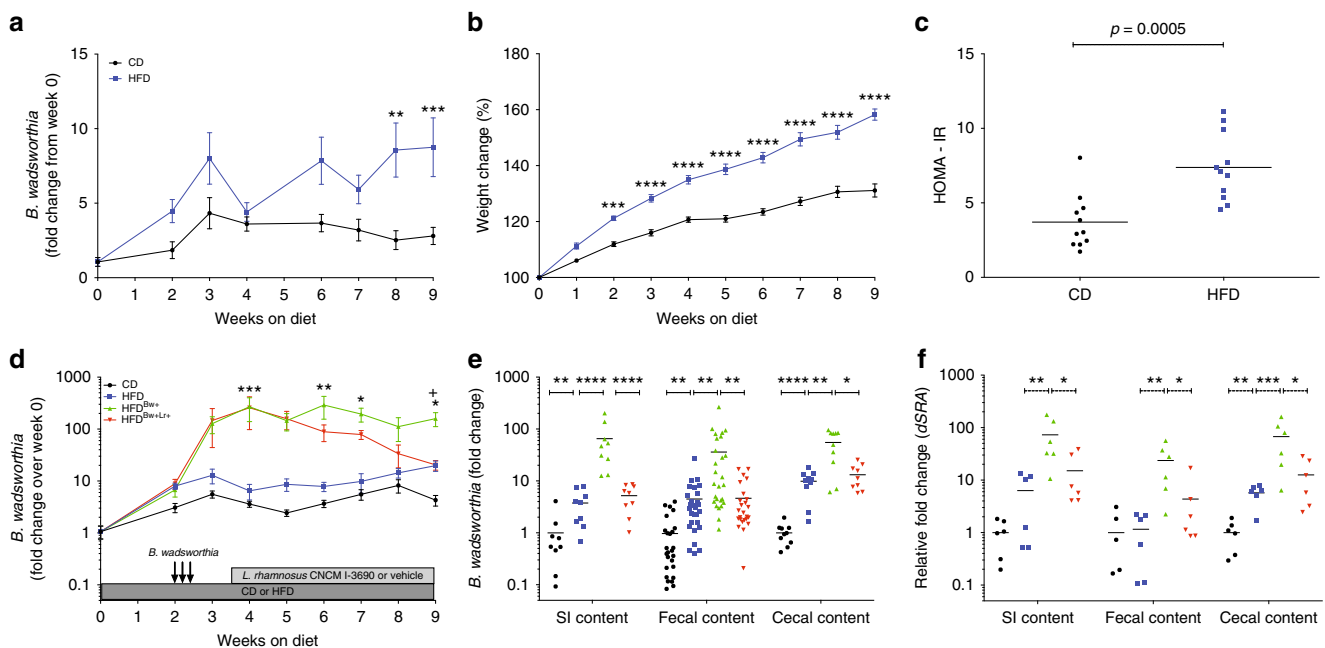 a
B. wadsworthia
(fold change from week 0)
15
10
5
0
CD
HFD
** ***
0 1 2 3 4 5 6 7 8 9
Weeks on diet
b
Weight change (%)
180
160
140
120
100
*** **** **** **** **** **** **** ****
0 1 2 3 4 5 6 7 8 9
Weeks on diet
c
p = 0.0005
HOMA - IR
15
10
5
0
CD HFD
d
B. wadsworthia
(fold change over week 0)
1000
100
10
1
0.1
CD
HFD
HFDBw+
HFDBw+Lr+
*** ** * +
*
B. wadsworthia
L. rhamnosus CNCM I-3690 or vehicle
CD or HFD
0 1 2 3 4 5 6 7 8 9
Weeks on diet
e
B. wadsworthia (fold change)
1000
100
10
1
0.1
** **** **** ** ** ** **** ** *
SI content Fecal content Cecal content
f
Relative fold change (dSRA)
1000
100
10
1
0.1
** * ** * ** *** *
SI content Fecal content Cecal content